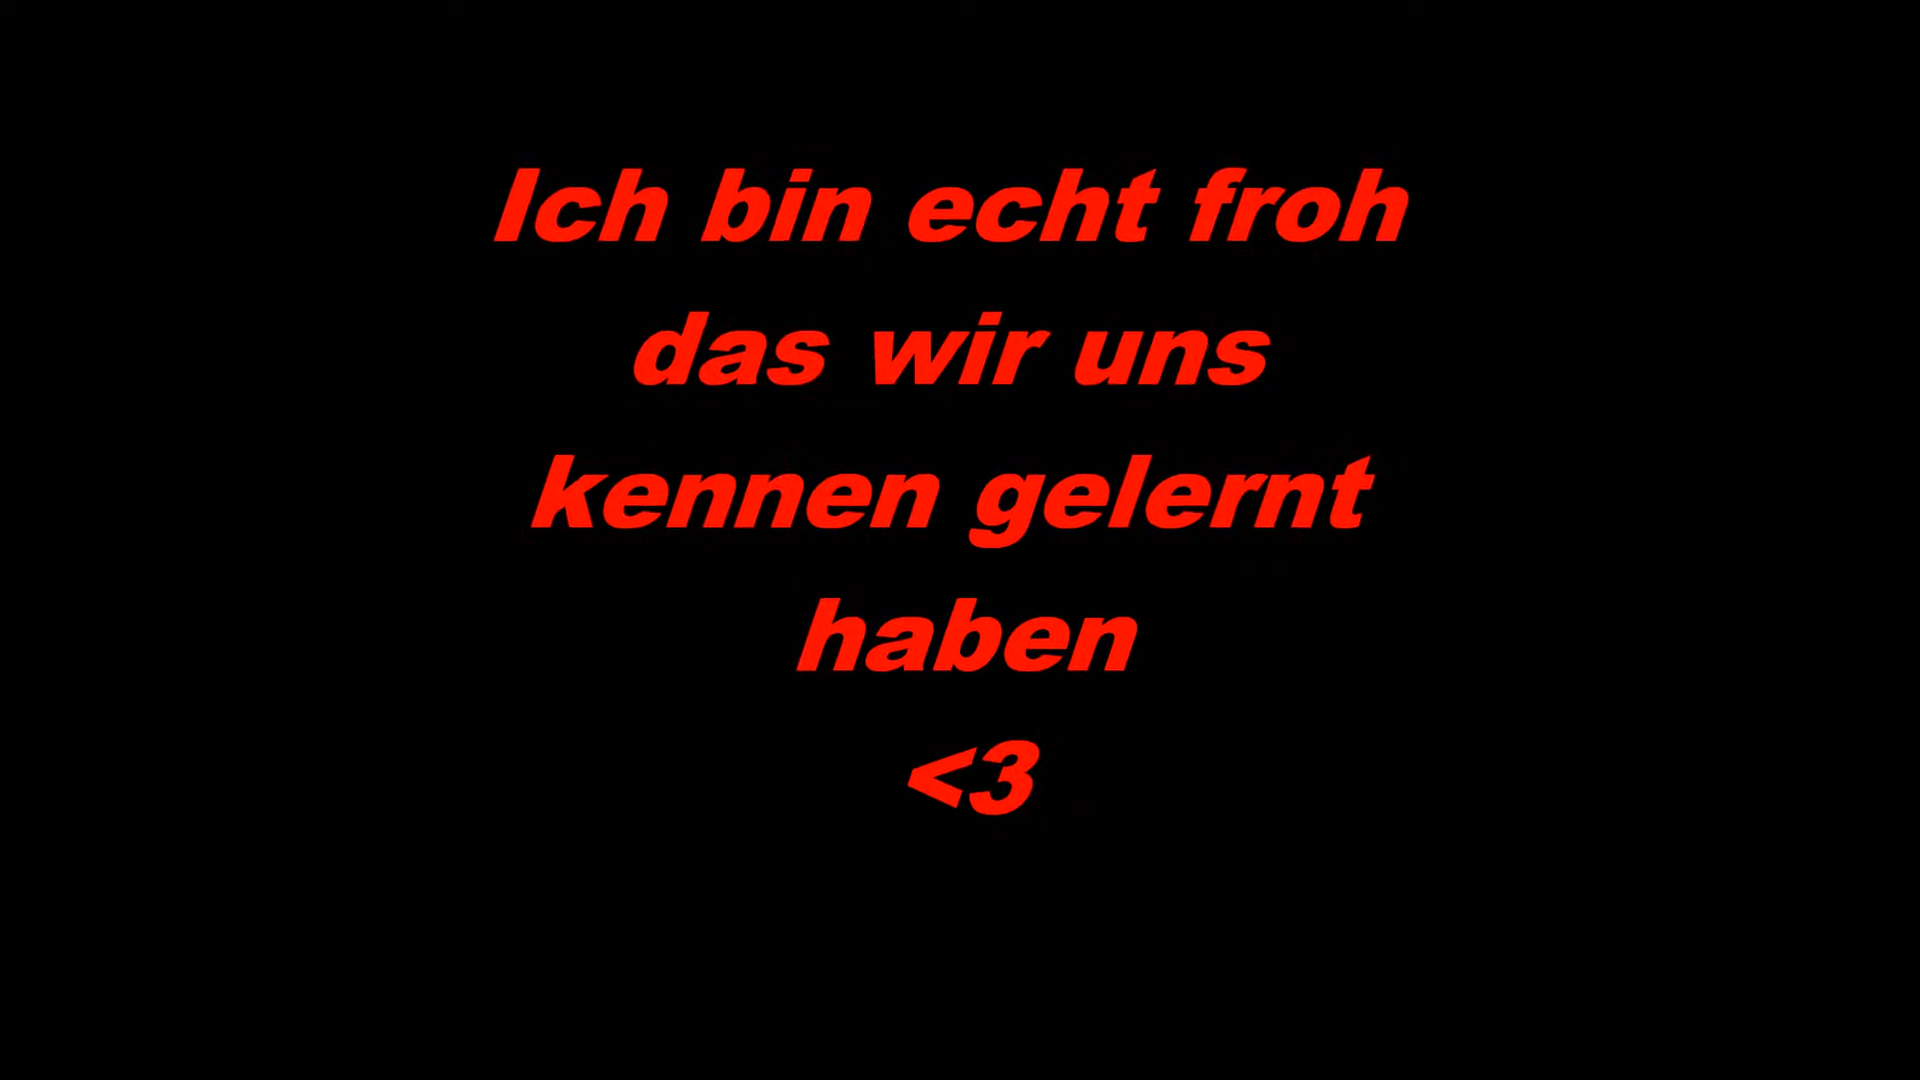 Ich bin echt froh
das wir uns
kennen gelernt
haben
<3